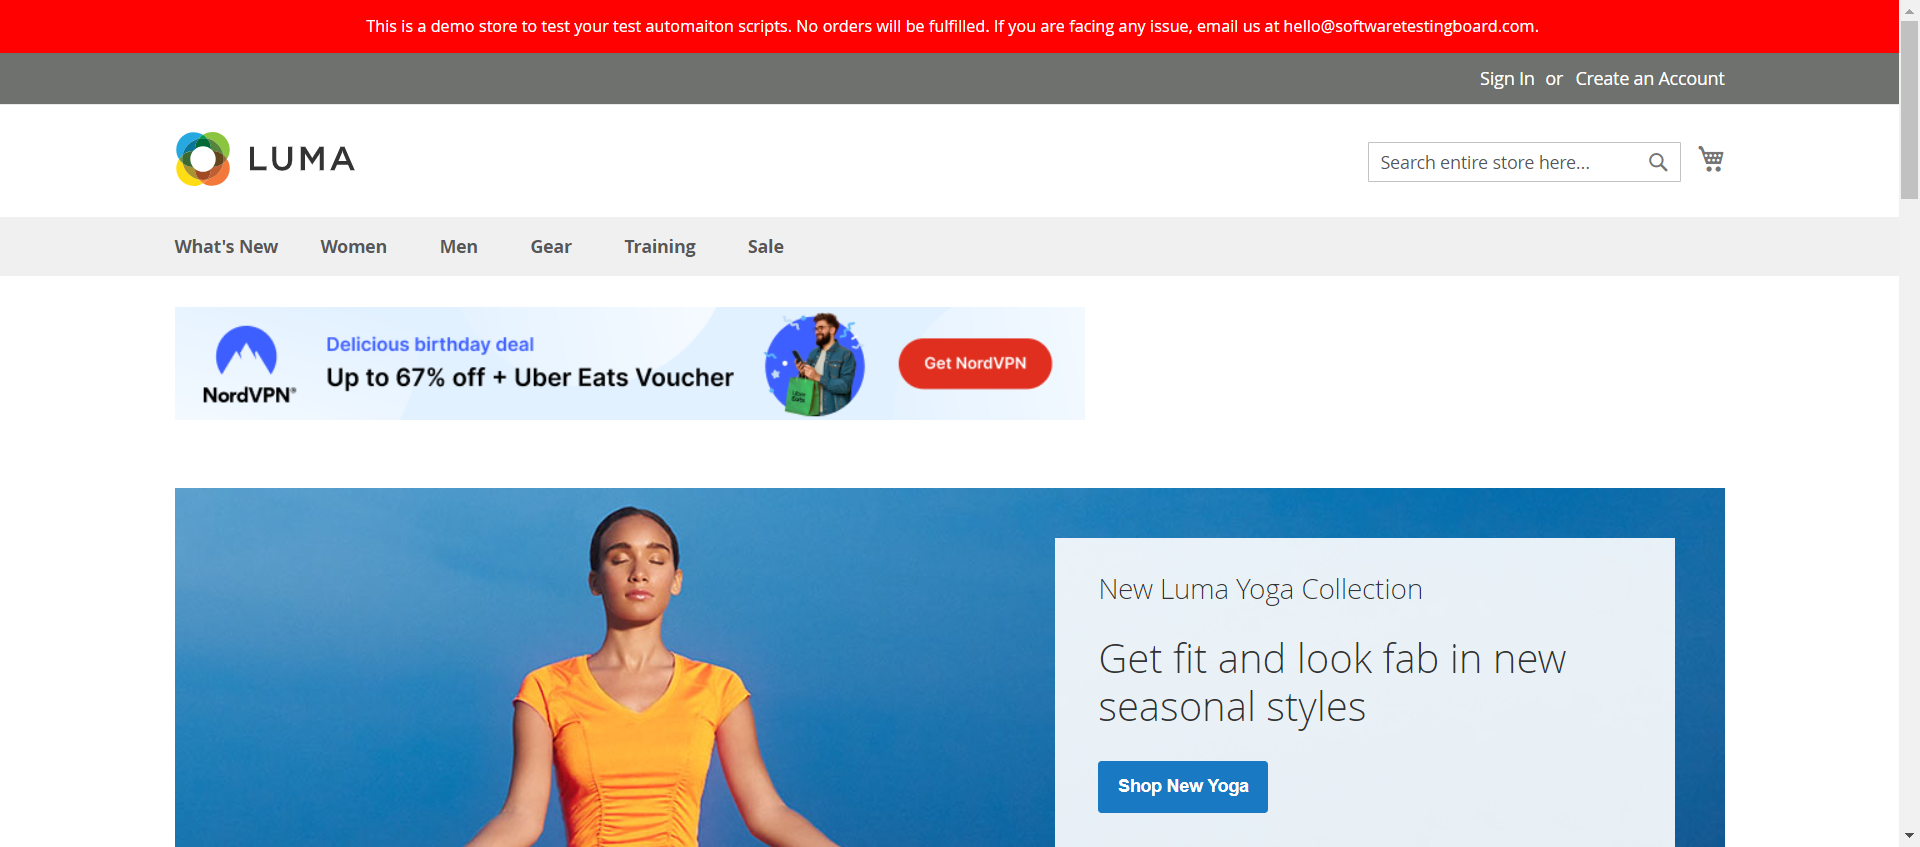 This is a demo store to test your test automaiton scripts. No orders will be fulfilled. If you are facing any issue, email us at hello@softwaretestingboard.com.
Sign In or Create an Account
LUMA
Search entire store here...
What's New Women Men Gear Training Sale
NordVPN®
Delicious birthday deal
Up to 67% off + Uber Eats Voucher
Uber
Eats
Get NordVPN
New Luma Yoga Collection
Get fit and look fab in new
seasonal styles
Shop New Yoga